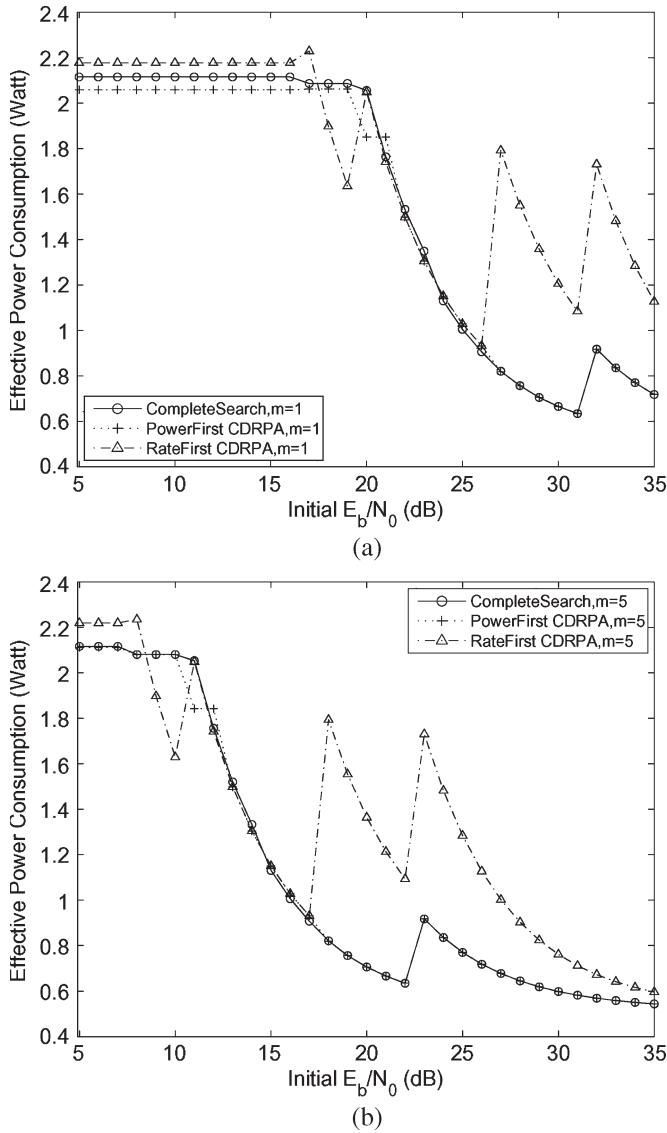 2.4
2.2
2
1.8
1.6
1.4
1.2
1
0.8
0.6
0.4
Effective Power Consumption (Watt)
CompleteSearch,m=1
PowerFirst CDRPA,m=1
RateFirst CDRPA,m=1
5 10 15 20 25 30 35
Initial E_b/N_0 (dB)
(a)
2.4
2.2
2
1.8
1.6
1.4
1.2
1
0.8
0.6
0.4
Effective Power Consumption (Watt)
CompleteSearch,m=5
PowerFirst CDRPA,m=5
RateFirst CDRPA,m=5
5 10 15 20 25 30 35
Initial E_b/N_0 (dB)
(b)